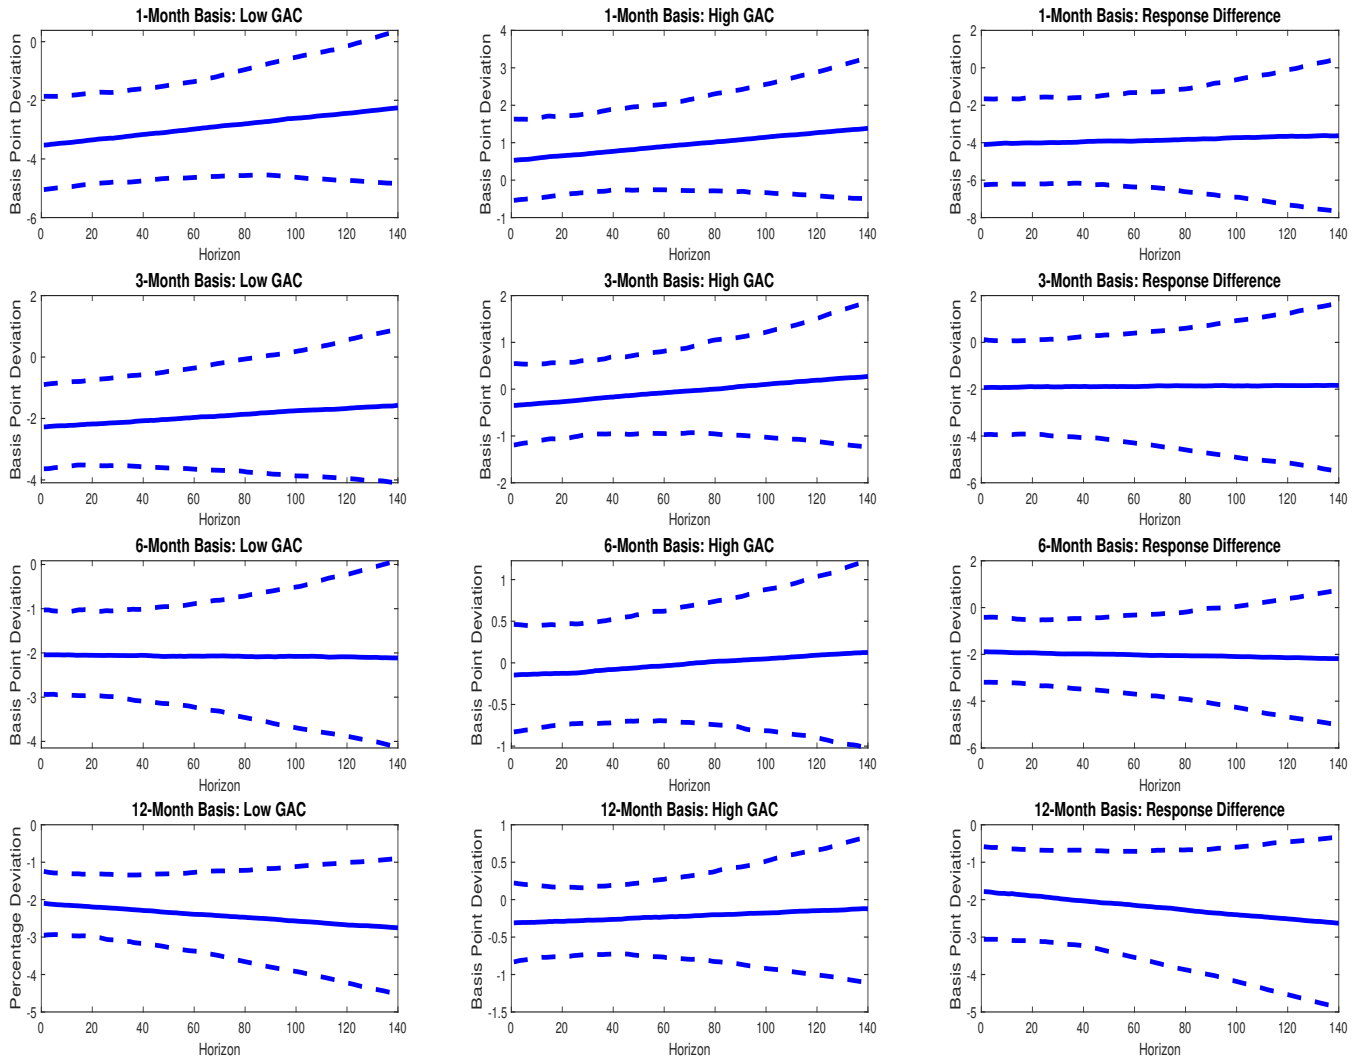 1-Month Basis: Low GAC
Basis Point Deviation
0
-2
-4
-6
0 20 40 60 80 100 120 140
Horizon
1-Month Basis: High GAC
Basis Point Deviation
4
3
2
1
0
-1
0 20 40 60 80 100 120 140
Horizon
1-Month Basis: Response Difference
Basis Point Deviation
2
0
-2
-4
-6
-8
0 20 40 60 80 100 120 140
Horizon
3-Month Basis: Low GAC
Basis Point Deviation
2
0
-2
-4
0 20 40 60 80 100 120 140
Horizon
3-Month Basis: High GAC
Basis Point Deviation
2
1
0
-1
-2
0 20 40 60 80 100 120 140
Horizon
3-Month Basis: Response Difference
Basis Point Deviation
2
0
-2
-4
-6
0 20 40 60 80 100 120 140
Horizon
6-Month Basis: Low GAC
Basis Point Deviation
0
-1
-2
-3
-4
0 20 40 60 80 100 120 140
Horizon
6-Month Basis: High GAC
Basis Point Deviation
1
0.5
0
-0.5
-1
0 20 40 60 80 100 120 140
Horizon
6-Month Basis: Response Difference
Basis Point Deviation
2
0
-2
-4
-6
0 20 40 60 80 100 120 140
Horizon
12-Month Basis: Low GAC
Percentage Deviation
0
-1
-2
-3
-4
-5
0 20 40 60 80 100 120 140
Horizon
12-Month Basis: High GAC
Basis Point Deviation
1
0.5
0
-0.5
-1
-1.5
0 20 40 60 80 100 120 140
Horizon
12-Month Basis: Response Difference
Basis Point Deviation
0
-1
-2
-3
-4
-5
0 20 40 60 80 100 120 140
Horizon